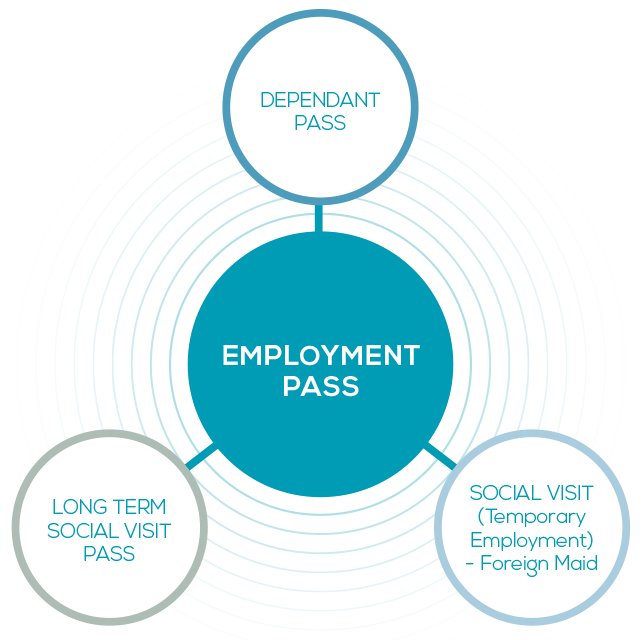 DEPENDANT
PASS
EMPLOYMENT
PASS
LONG TERM
SOCIAL VISIT
PASS
SOCIAL VISIT
(Temporary
Employment)
- Foreign Maid